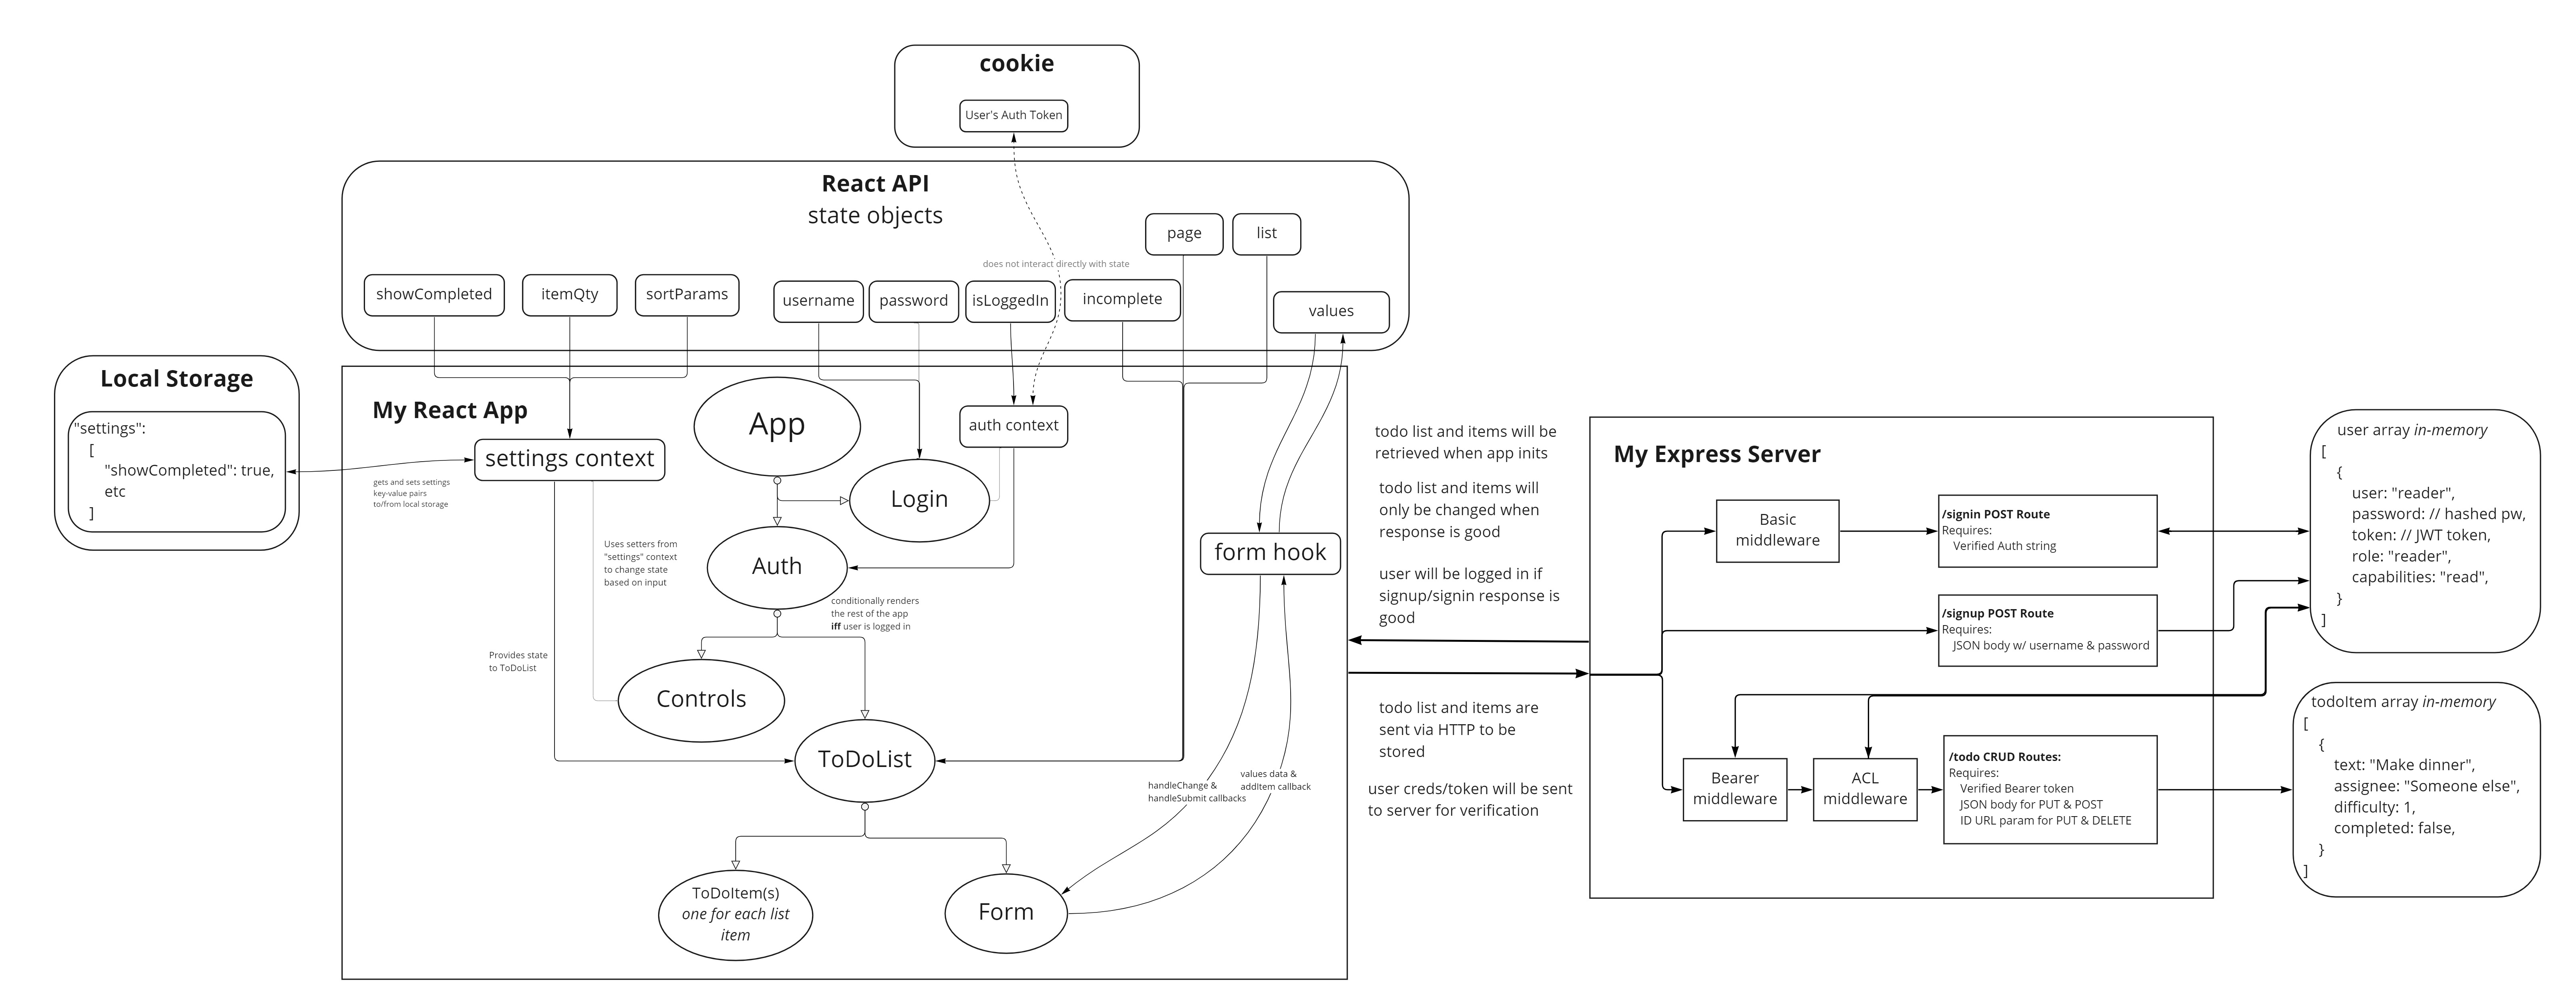 cookie
User's Auth Token
React API
state objects
page
list
does not interact directly with state
showCompleted
itemQty
sortParams
username
password
isLoggedIn
incomplete
values
Local Storage
"settings":
[
"showCompleted": true,
etc
]
gets and sets settings
key-value pairs
to/from local storage
My React App
settings context
App
auth context
Login
Uses setters from
"settings" context
to change state
based on input
Auth
conditionally renders
the rest of the app
iff user is logged in
form hook
Provides state
to ToDoList
Controls
ToDoList
handleChange &
handleSubmit callbacks
values data &
addItem callback
ToDoItem(s)
one for each list
item
Form
todo list and items will be
retrieved when app inits
todo list and items will
only be changed when
response is good
user will be logged in if
signup/signin response is
good
todo list and items are
sent via HTTP to be
stored
user creds/token will be sent
to server for verification
My Express Server
Basic
middleware
/signin POST Route
Requires:
Verified Auth string
/signup POST Route
Requires:
JSON body w/ username & password
Bearer
middleware
ACL
middleware
/todo CRUD Routes:
Requires:
Verified Bearer token
JSON body for PUT & POST
ID URL param for PUT & DELETE
user array in-memory
[
{
user: "reader",
password: // hashed pw,
token: // JWT token,
role: "reader",
capabilities: "read",
}
]
todoItem array in-memory
[
{
text: "Make dinner",
assignee: "Someone else",
difficulty: 1,
completed: false,
}
]